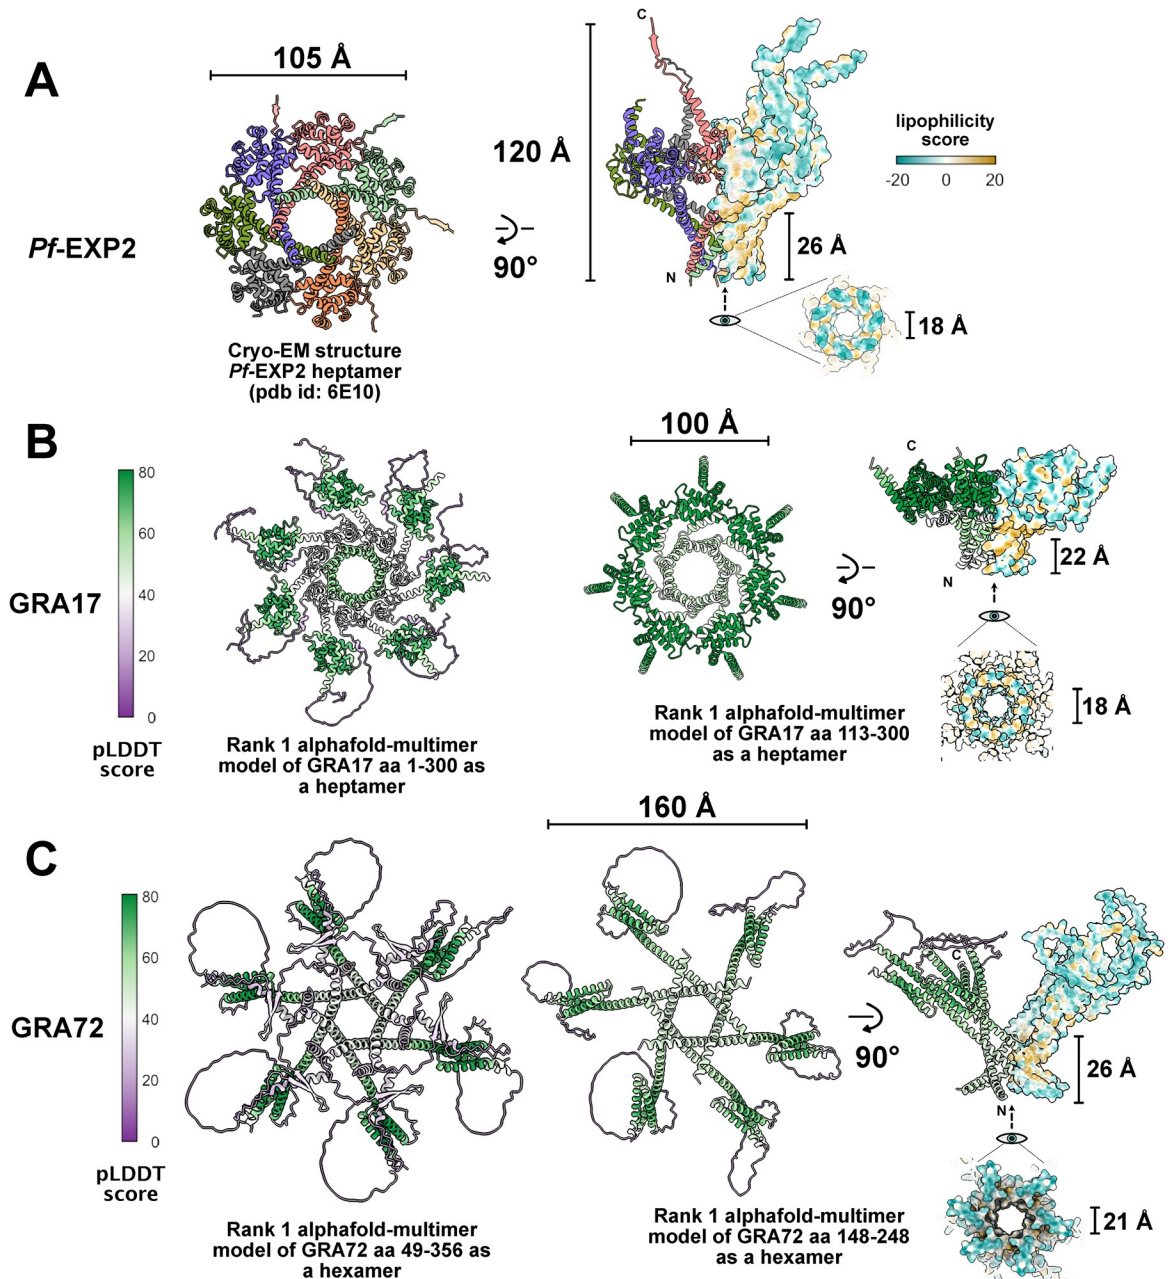 A
105 Å
Pf-EXP2
Cryo-EM structure
Pf-EXP2 heptamer
(pdb id: 6E10)
90°
120 Å
C
N
26 Å
18 Å
lipophilicity
score
-20 0 20
B
GRA17
80
60
40
20
0
pLDDT
score
Rank 1 alphafold-multimer
model of GRA17 aa 1-300 as
a heptamer
100 Å
Rank 1 alphafold-multimer
model of GRA17 aa 113-300
as a heptamer
90°
C
N
22 Å
18 Å
C
GRA72
80
60
40
20
0
pLDDT
score
Rank 1 alphafold-multimer
model of GRA72 aa 49-356 as
a hexamer
160 Å
Rank 1 alphafold-multimer
model of GRA72 aa 148-248
as a hexamer
90°
C
N
26 Å
21 Å